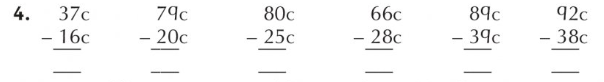 4. 37c 79c 80c 66c 89c 92c
– 16c – 20c – 25c – 28c – 39c – 38c